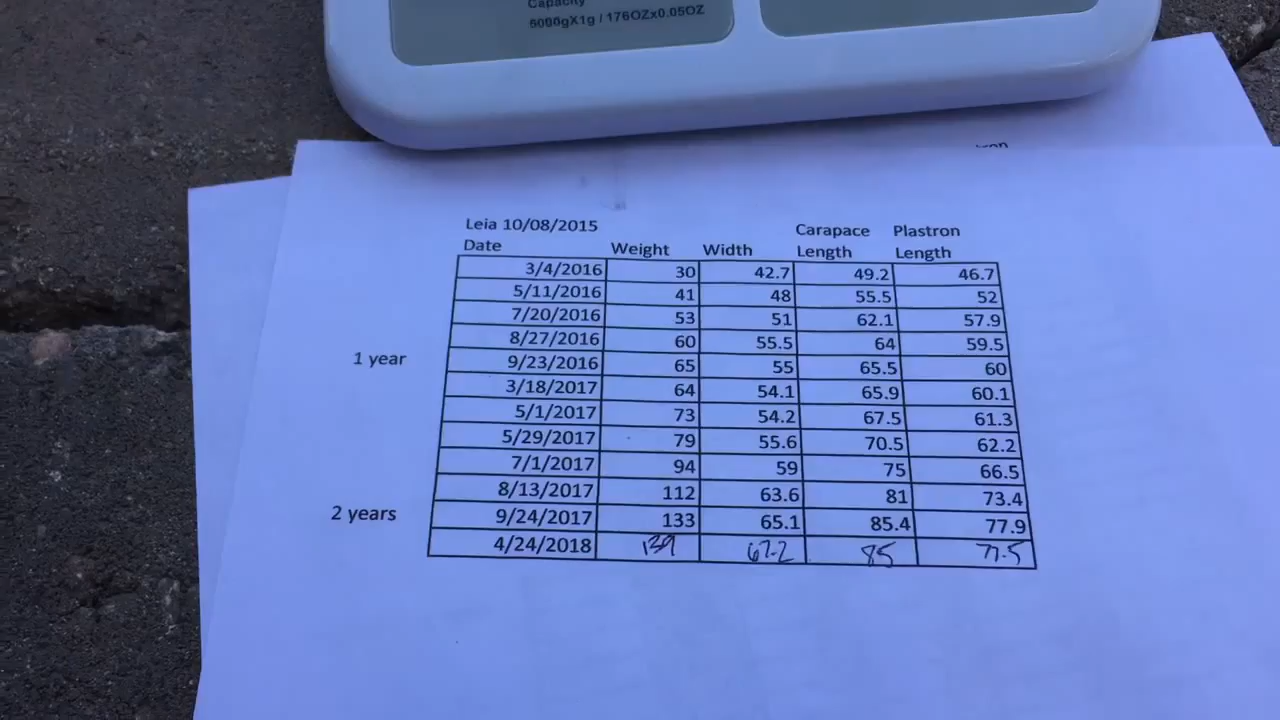 Capacity
5000gX1g / 176OZx0.05OZ
Leia 10/08/2015
Date Weight Width Carapace Length Plastron Length
3/4/2016 30 42.7 49.2 46.7
5/11/2016 41 48 55.5 52
7/20/2016 53 51 62.1 57.9
8/27/2016 60 55.5 64 59.5
1 year 9/23/2016 65 55 65.5 60
3/18/2017 64 54.1 65.9 60.1
5/1/2017 73 54.2 67.5 61.3
5/29/2017 79 55.6 70.5 62.2
7/1/2017 94 59 75 66.5
8/13/2017 112 63.6 81 73.4
2 years 9/24/2017 133 65.1 85.4 77.9
4/24/2018 139 67.2 85 77.5